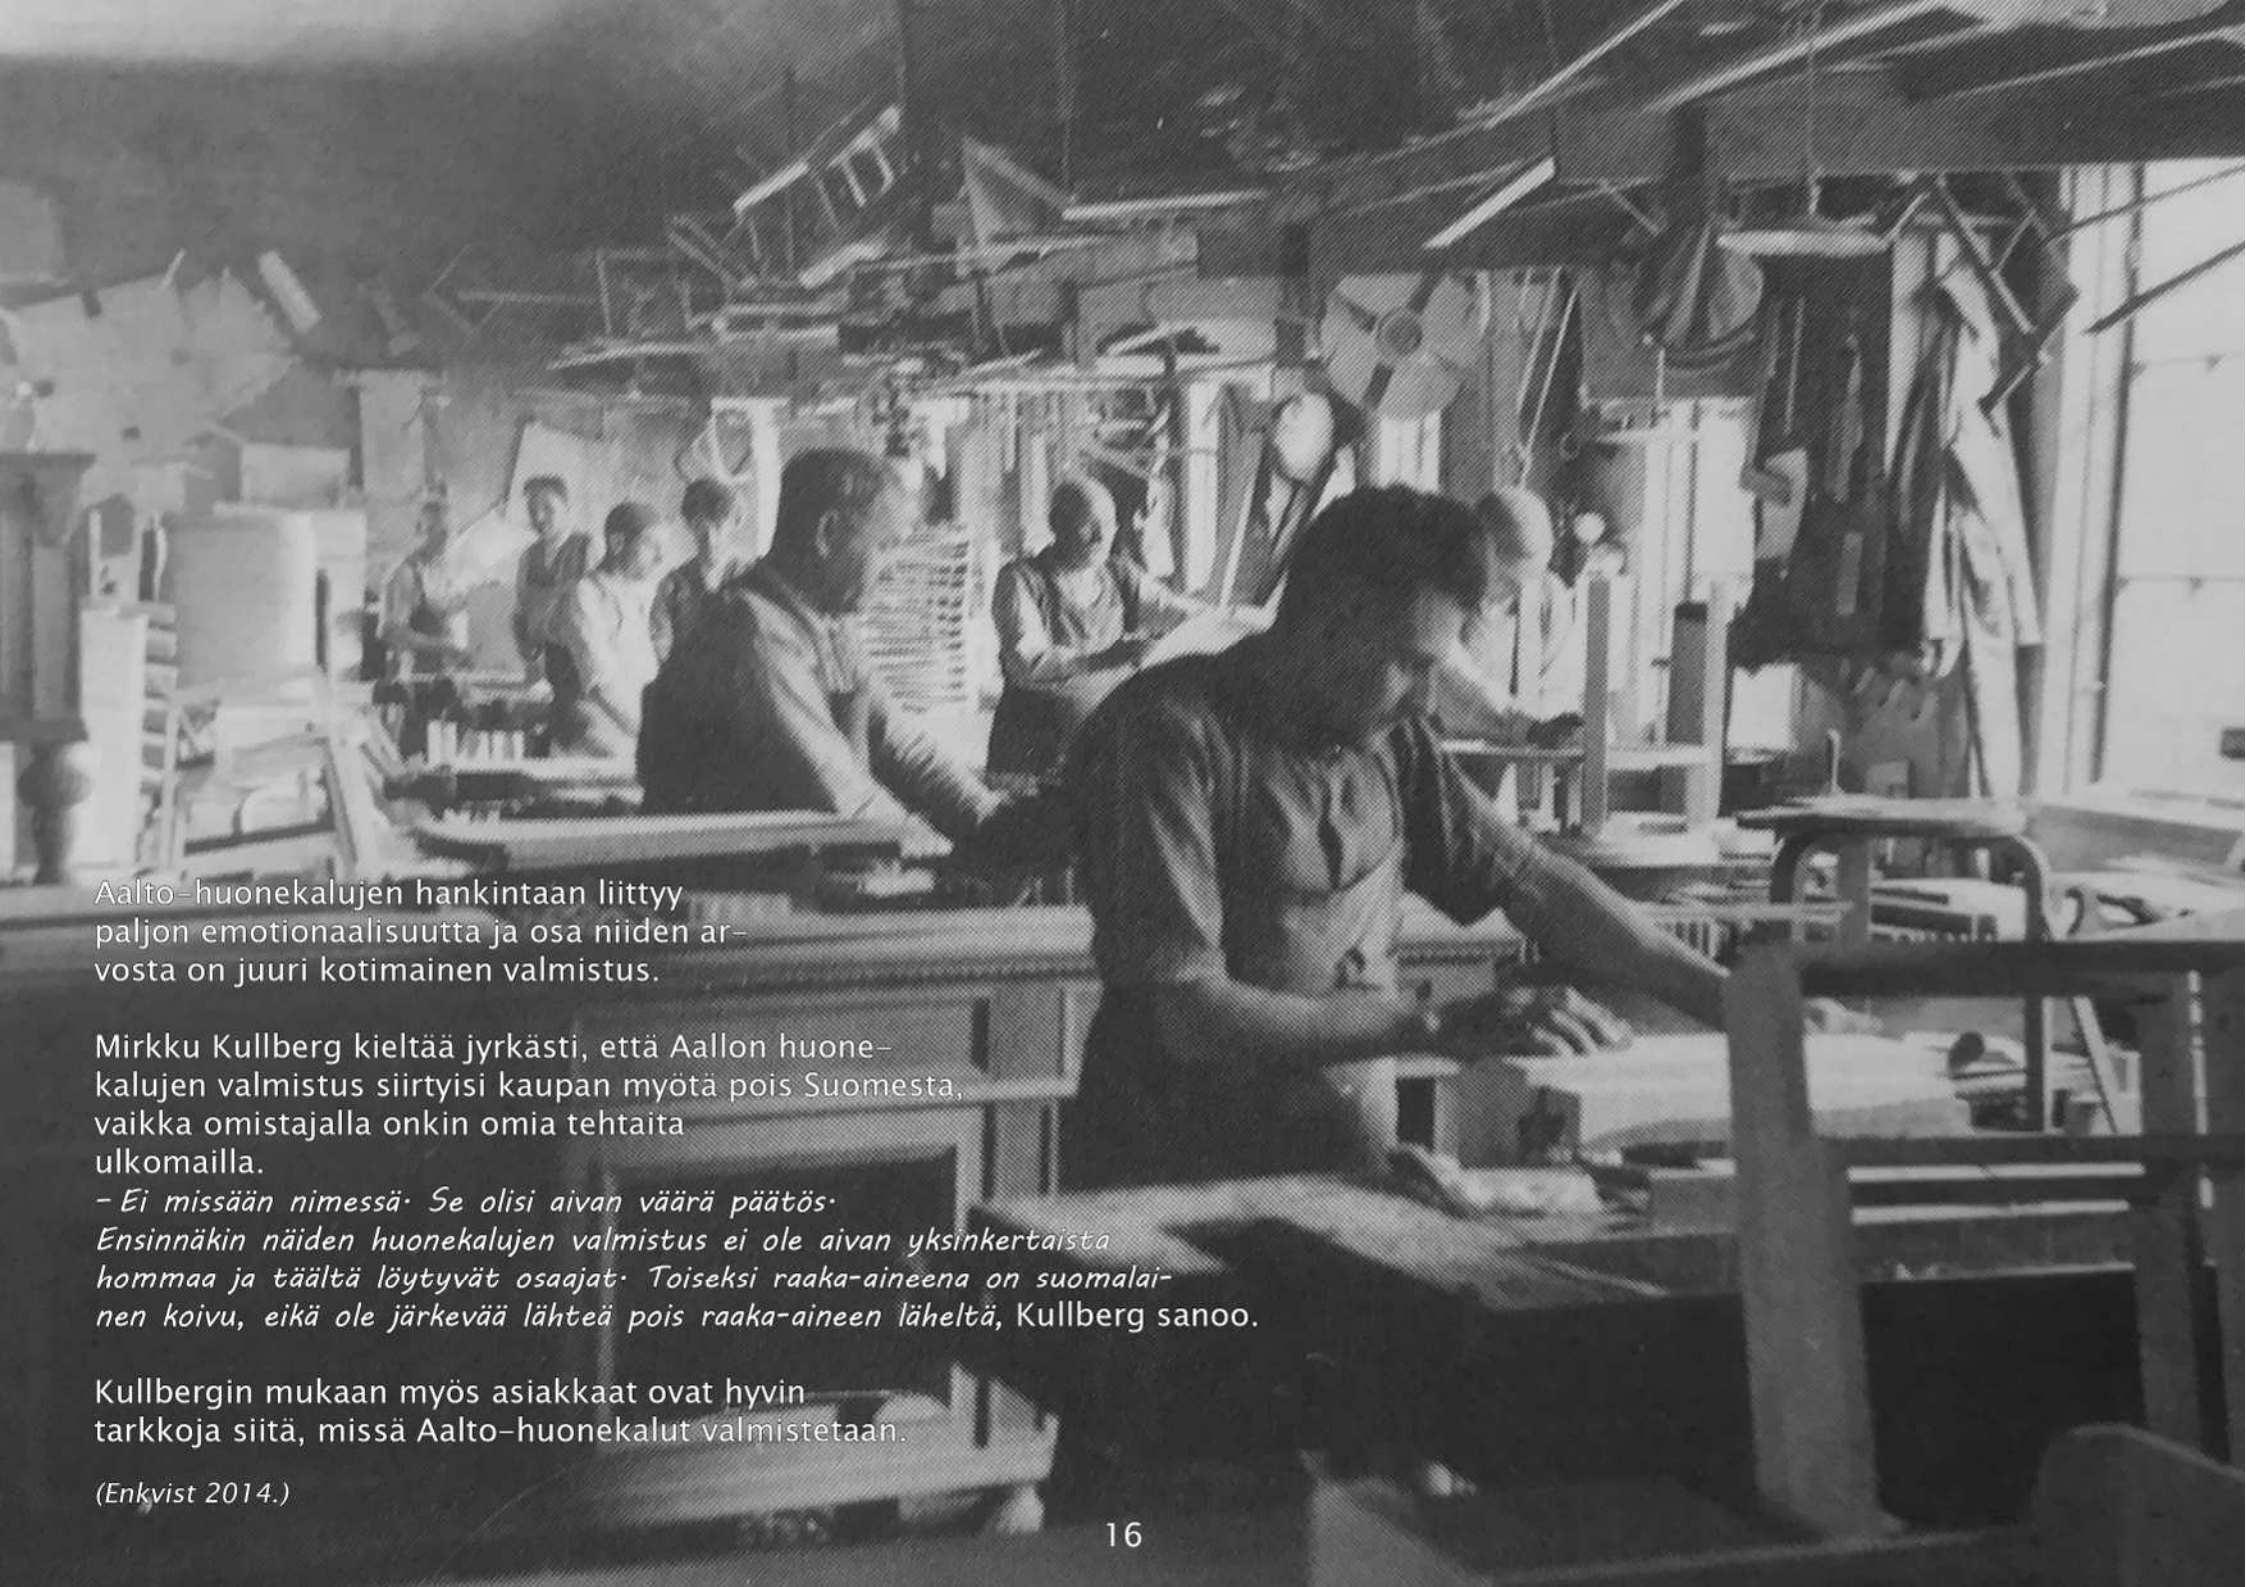 Aalto-huonekalujen hankintaan liittyy
paljon emotionaalisuutta ja osa niiden ar-
vosta on juuri kotimainen valmistus.
Mirkku Kullberg kieltää jyrkästi, että Aallon huone-
kalujen valmistus siirtyisi kaupan myötä pois Suomesta,
vaikka omistajalla onkin omia tehtaita
ulkomailla.
- Ei missään nimessä. Se olisi aivan väärä päätös.
Ensinnäkin näiden huonekalujen valmistus ei ole aivan yksinkertaista
hommaa ja täältä löytyvät osaajat. Toiseksi raaka-aineena on suomalai-
nen koivu, eikä ole järkevää lähteä pois raaka-aineen läheltä, Kullberg sanoo.
Kullbergin mukaan myös asiakkaat ovat hyvin
tarkkoja siitä, missä Aalto-huonekalut valmistetaan.
(Enkvist 2014.)
16